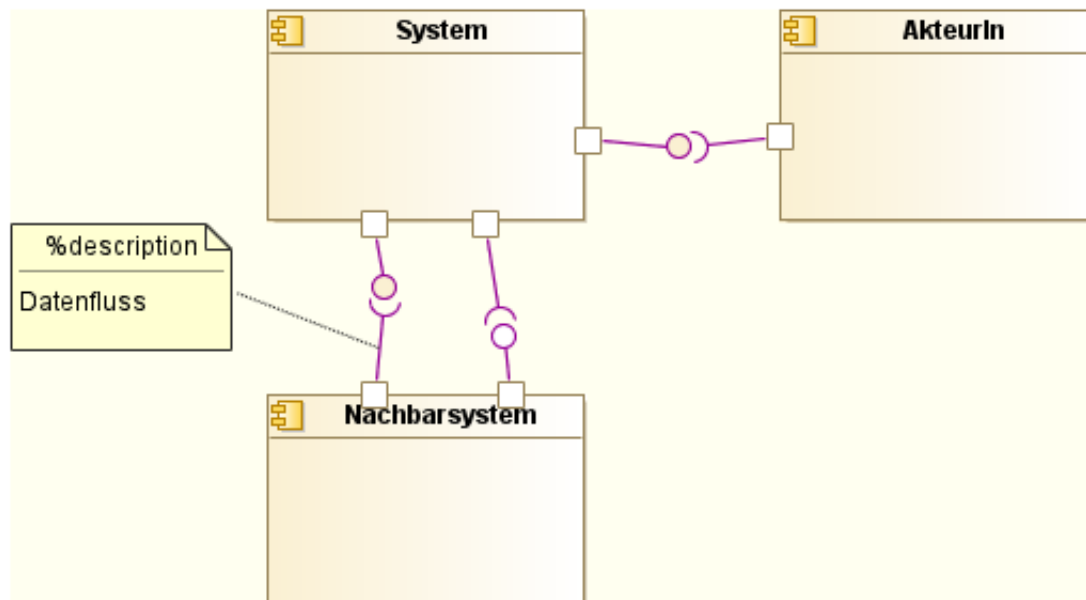 System
AkteurIn
%description
Datenfluss
Nachbarsystem